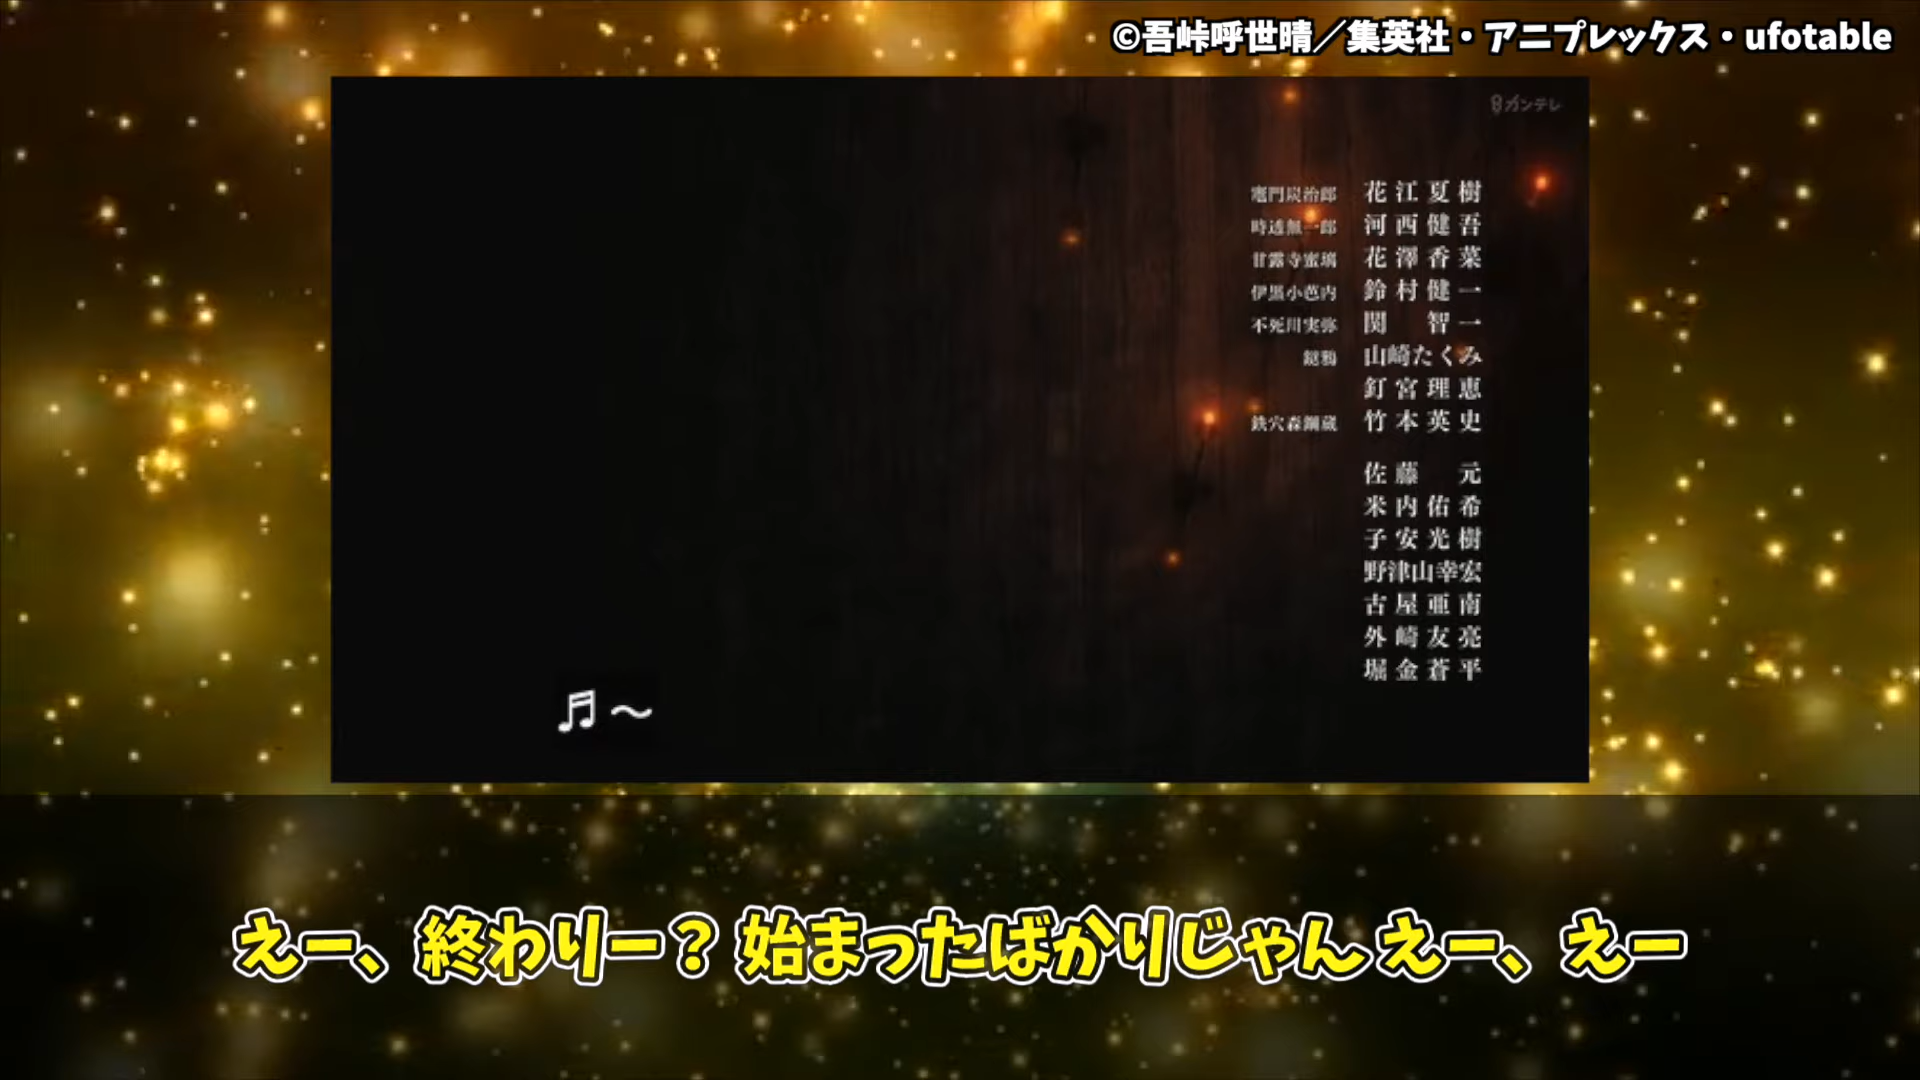 ©吾峠呼世晴／集英社・アニプレックス・ufotable
8カンテレ
竈門炭治郎 花江夏樹
時透無一郎 河西健吾
甘露寺蜜璃 花澤香菜
伊黒小芭内 鈴村健一
不死川実弥 関 智一
鎹鴉 山崎たくみ
釘宮理恵
鉄穴森鋼蔵 竹本英史
佐藤 元
米内佑希
子安光樹
野津山幸宏
古屋亜南
外崎友亮
堀金蒼平
♬～
えー、終わりー？ 始まったばかりじゃん えー、えー